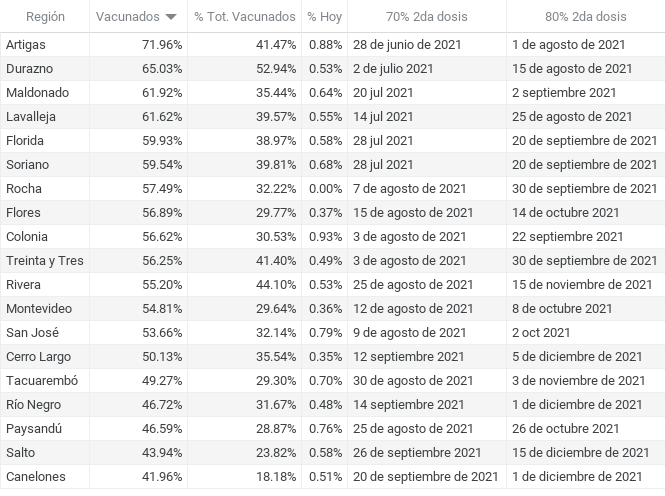 Región Vacunados % Tot. Vacunados % Hoy 70% 2da dosis 80% 2da dosis
Artigas 71.96% 41.47% 0.88% 28 de junio de 2021 1 de agosto de 2021
Durazno 65.03% 52.94% 0.53% 2 de julio 2021 15 de agosto de 2021
Maldonado 61.92% 35.44% 0.64% 20 jul 2021 2 septiembre 2021
Lavalleja 61.62% 39.57% 0.55% 14 jul 2021 25 de agosto de 2021
Florida 59.93% 38.97% 0.58% 28 jul 2021 20 de septiembre de 2021
Soriano 59.54% 39.81% 0.68% 28 jul 2021 20 de septiembre de 2021
Rocha 57.49% 32.22% 0.00% 7 de agosto de 2021 30 de septiembre de 2021
Flores 56.89% 29.77% 0.37% 15 de agosto de 2021 14 de octubre 2021
Colonia 56.62% 30.53% 0.93% 3 de agosto de 2021 22 septiembre 2021
Treinta y Tres 56.25% 41.40% 0.49% 3 de agosto de 2021 30 de septiembre de 2021
Rivera 55.20% 44.10% 0.53% 25 de agosto de 2021 15 de noviembre de 2021
Montevideo 54.81% 29.64% 0.36% 12 de agosto de 2021 8 de octubre 2021
San José 53.66% 32.14% 0.79% 9 de agosto de 2021 2 oct 2021
Cerro Largo 50.13% 35.54% 0.35% 12 septiembre 2021 5 de diciembre de 2021
Tacuarembó 49.27% 29.30% 0.70% 30 de agosto de 2021 3 de noviembre de 2021
Río Negro 46.72% 31.67% 0.48% 14 septiembre 2021 1 de diciembre de 2021
Paysandú 46.59% 28.87% 0.76% 25 de agosto de 2021 26 de octubre 2021
Salto 43.94% 23.82% 0.58% 26 de septiembre 2021 15 de diciembre de 2021
Canelones 41.96% 18.18% 0.51% 20 de septiembre de 2021 1 de diciembre de 2021